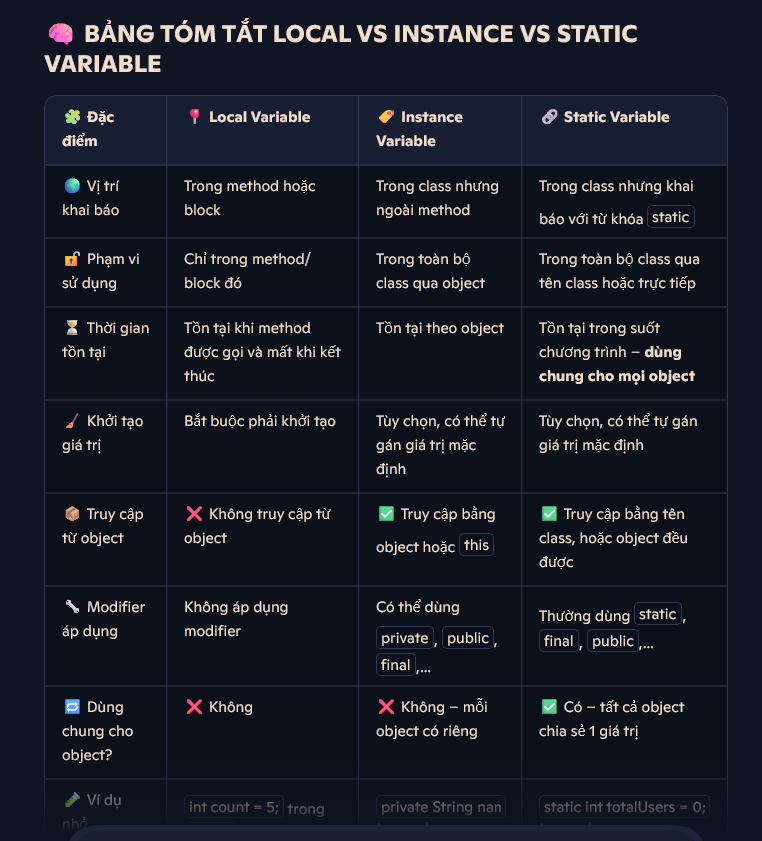 🧠 BẢNG TÓM TẮT LOCAL VS INSTANCE VS STATIC
VARIABLE
🧩 Đặc điểm
📍 Local Variable
🏷️ Instance Variable
🔗 Static Variable
🌍 Vị trí khai báo
Trong method hoặc block
Trong class nhưng ngoài method
Trong class nhưng khai báo với từ khóa static
🔓 Phạm vi sử dụng
Chỉ trong method/ block đó
Trong toàn bộ class qua object
Trong toàn bộ class qua tên class hoặc trực tiếp
⏳ Thời gian tồn tại
Tồn tại khi method được gọi và mất khi kết thúc
Tồn tại theo object
Tồn tại trong suốt chương trình – dùng chung cho mọi object
🖌️ Khởi tạo giá trị
Bắt buộc phải khởi tạo
Tùy chọn, có thể tự gán giá trị mặc định
Tùy chọn, có thể tự gán giá trị mặc định
📦 Truy cập từ object
❌ Không truy cập từ object
✅ Truy cập bằng object hoặc this
✅ Truy cập bằng tên class, hoặc object đều được
🔧 Modifier áp dụng
Không áp dụng modifier
Có thể dùng private, public, final,...
Thường dùng static, final, public,...
🔁 Dùng chung cho object?
❌ Không
❌ Không – mỗi object có riêng
✅ Có – tất cả object chia sẻ 1 giá trị
🧪 Ví dụ nhỏ
int count = 5; trong
private String nan
static int totalUsers = 0;